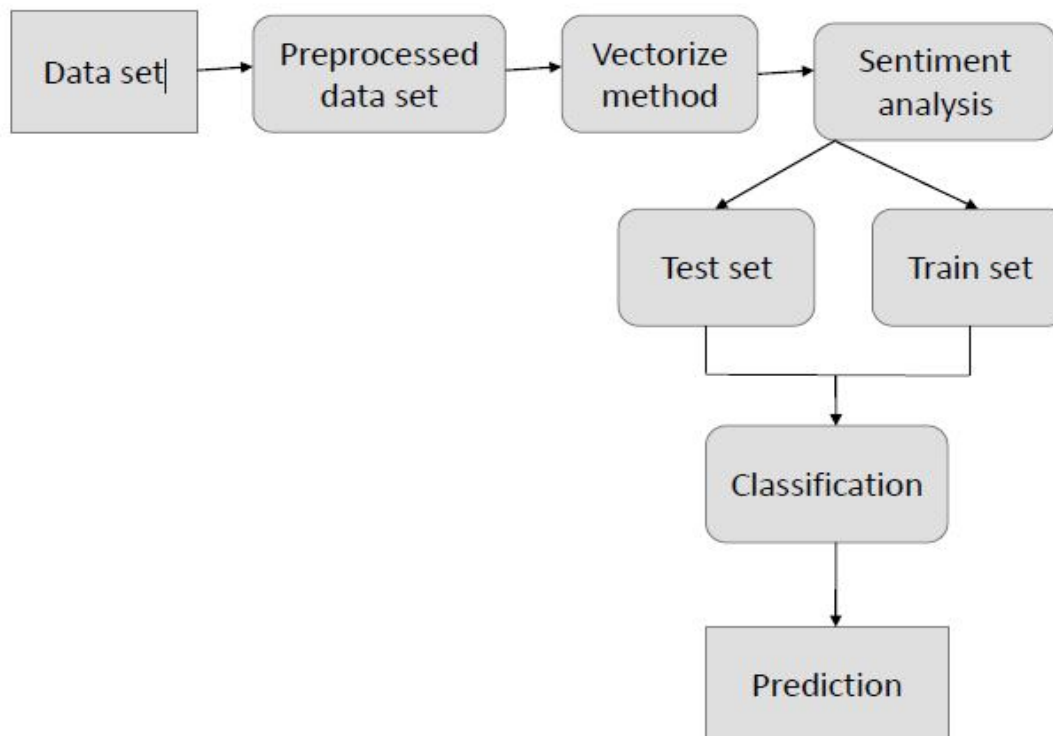 Data set
Preprocessed
data set
Vectorize
method
Sentiment
analysis
Test set
Train set
Classification
Prediction